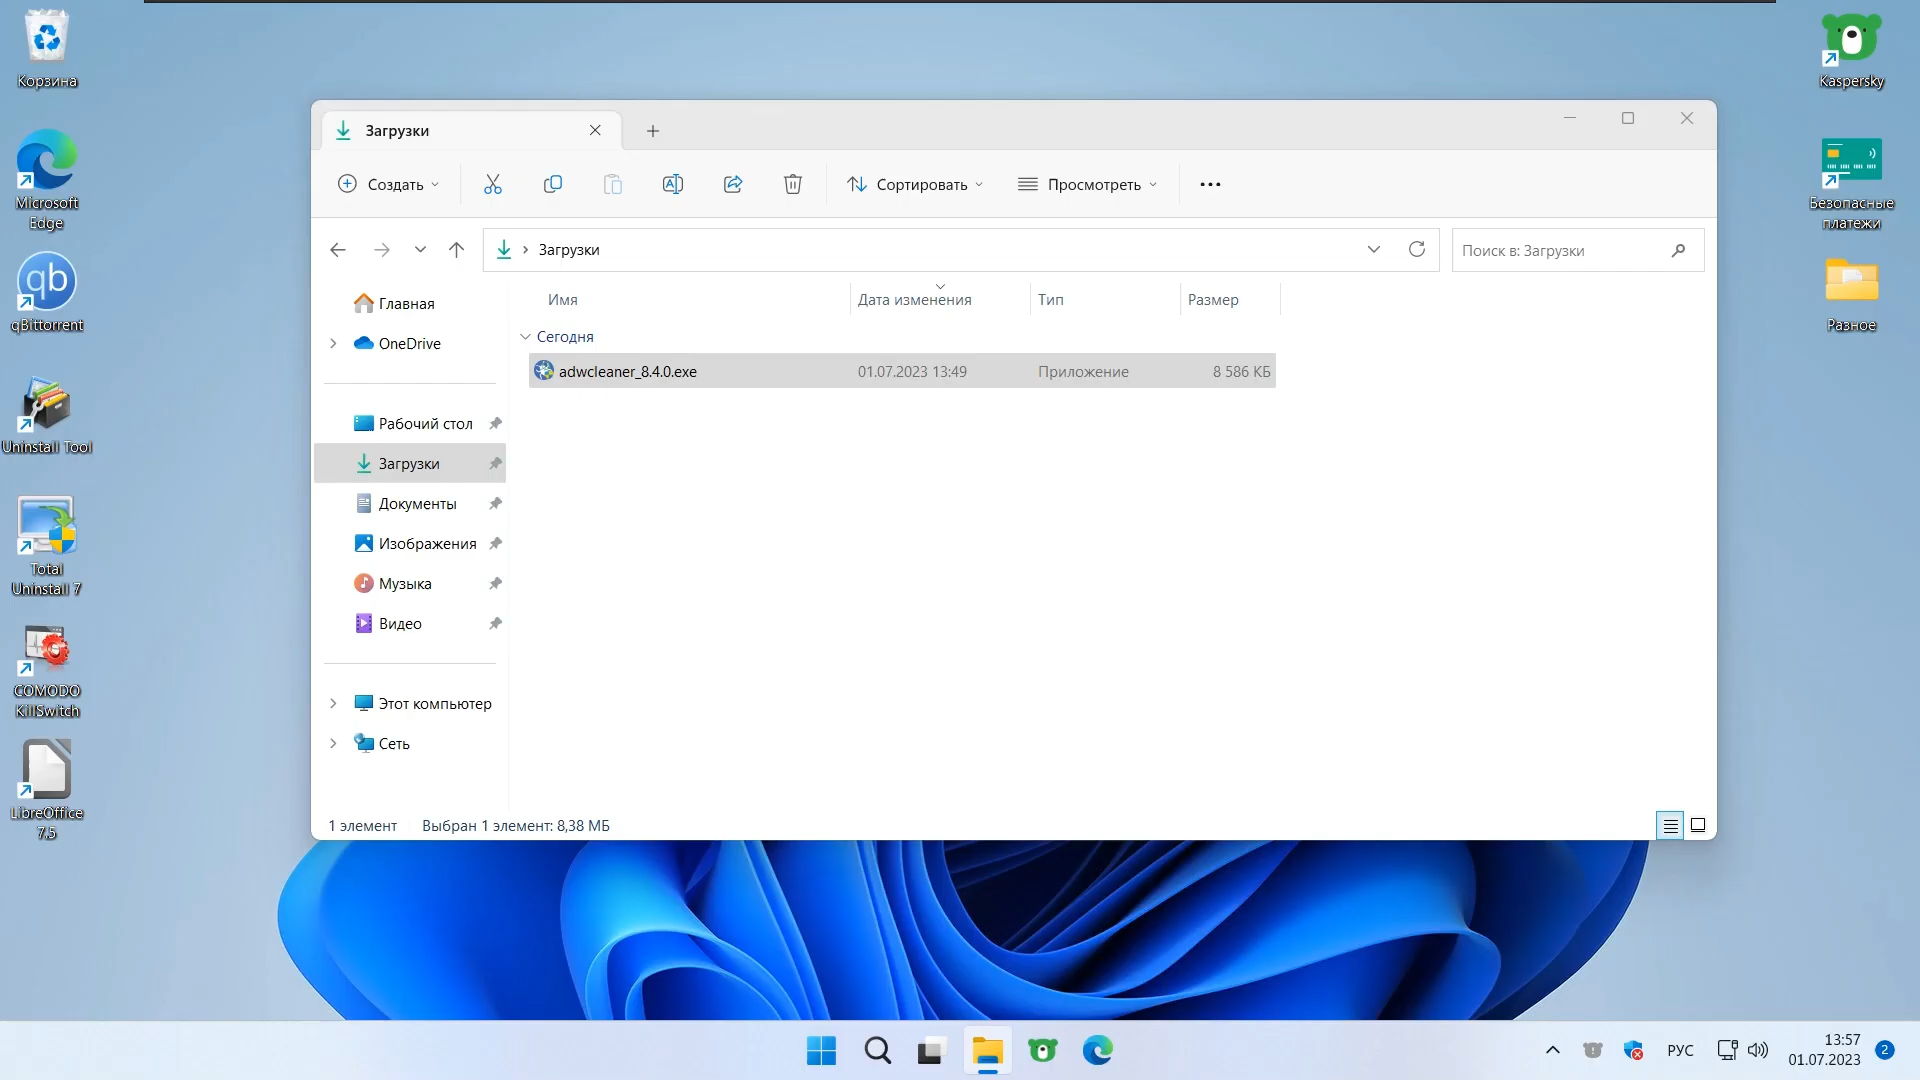 Корзина
Microsoft
Edge
qBittorrent
Uninstall Tool
Total
Uninstall 7
COMODO
KillSwitch
LibreOffice
7.5
Загрузки
Создать
Сортировать
Просмотреть
Загрузки
Поиск в: Загрузки
Главная
OneDrive
Рабочий стол
Загрузки
Документы
Изображения
Музыка
Видео
Этот компьютер
Сеть
Имя Дата изменения Тип Размер
Сегодня
adwcleaner_8.4.0.exe 01.07.2023 13:49 Приложение 8 586 КБ
1 элемент Выбран 1 элемент: 8,38 МБ
Kaspersky
Безопасные
платежи
Разное
РУС
13:57
01.07.2023
2